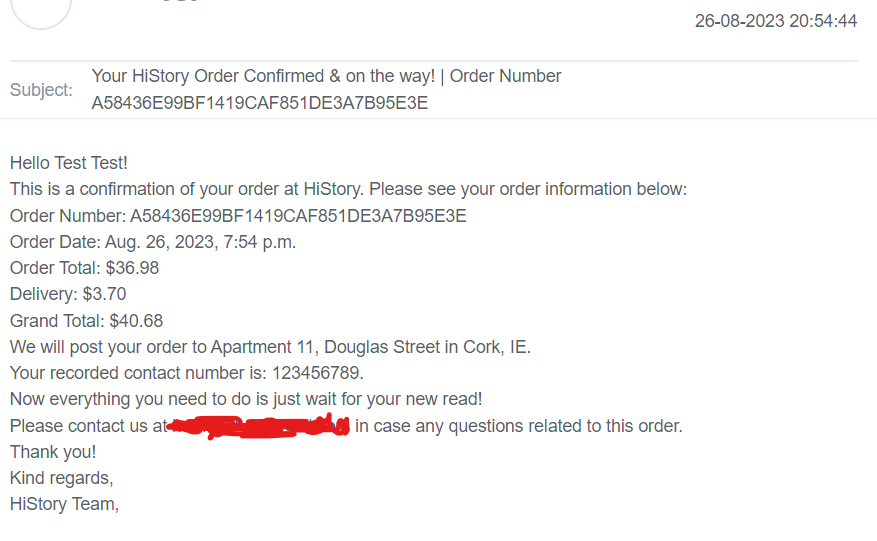 26-08-2023 20:54:44
Subject: Your HiStory Order Confirmed & on the way! | Order Number
A58436E99BF1419CAF851DE3A7B95E3E
Hello Test Test!
This is a confirmation of your order at HiStory. Please see your order information below:
Order Number: A58436E99BF1419CAF851DE3A7B95E3E
Order Date: Aug. 26, 2023, 7:54 p.m.
Order Total: $36.98
Delivery: $3.70
Grand Total: $40.68
We will post your order to Apartment 11, Douglas Street in Cork, IE.
Your recorded contact number is: 123456789.
Now everything you need to do is just wait for your new read!
Please contact us at in case any questions related to this order.
Thank you!
Kind regards,
HiStory Team,